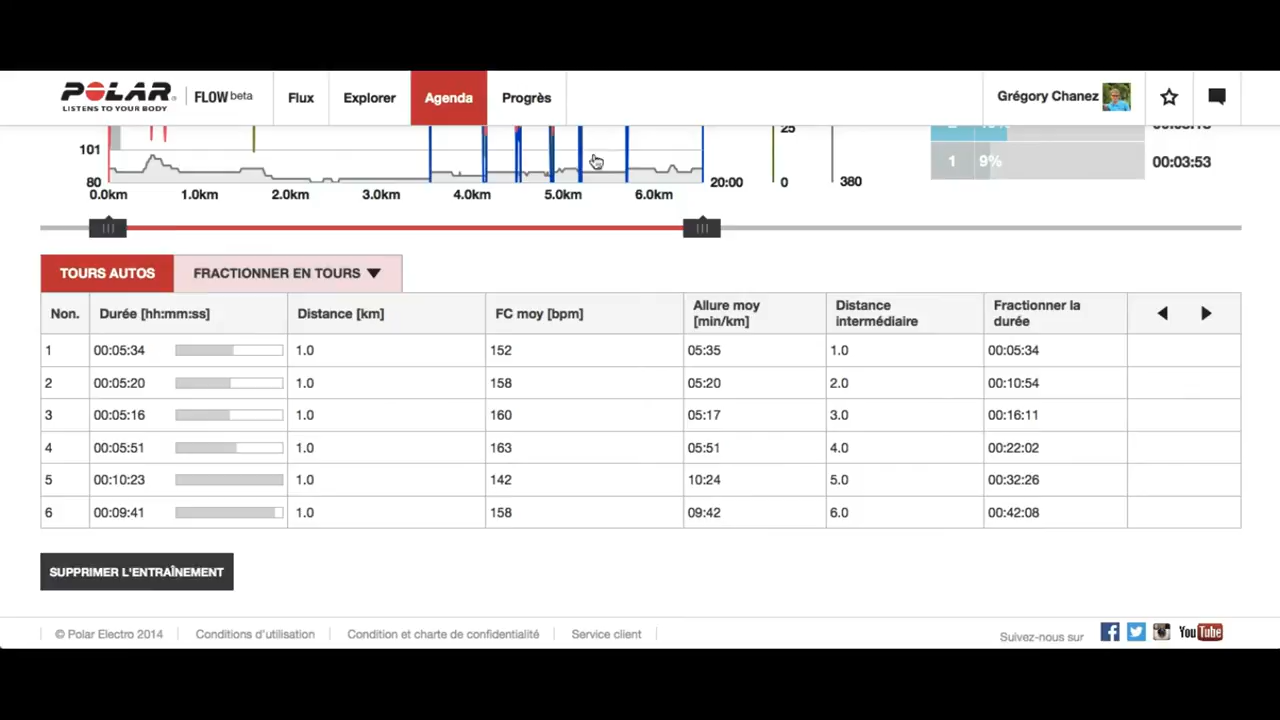 POLAR
LISTENS TO YOUR BODY
FLOW beta
Flux
Explorer
Agenda
Progrès
Grégory Chanez
101
80
0.0km
1.0km
2.0km
3.0km
4.0km
5.0km
6.0km
20:00
25
0
380
1
9%
00:03:53
TOURS AUTOS
FRACTIONNER EN TOURS
Non.
Durée [hh:mm:ss]
Distance [km]
FC moy [bpm]
Allure moy
[min/km]
Distance
intermédiaire
Fractionner la
durée
1 00:05:34 1.0 152 05:35 1.0 00:05:34
2 00:05:20 1.0 158 05:20 2.0 00:10:54
3 00:05:16 1.0 160 05:17 3.0 00:16:11
4 00:05:51 1.0 163 05:51 4.0 00:22:02
5 00:10:23 1.0 142 10:24 5.0 00:32:26
6 00:09:41 1.0 158 09:42 6.0 00:42:08
SUPPRIMER L'ENTRAÎNEMENT
© Polar Electro 2014
Conditions d'utilisation
Condition et charte de confidentialité
Service client
Suivez-nous sur
YouTube